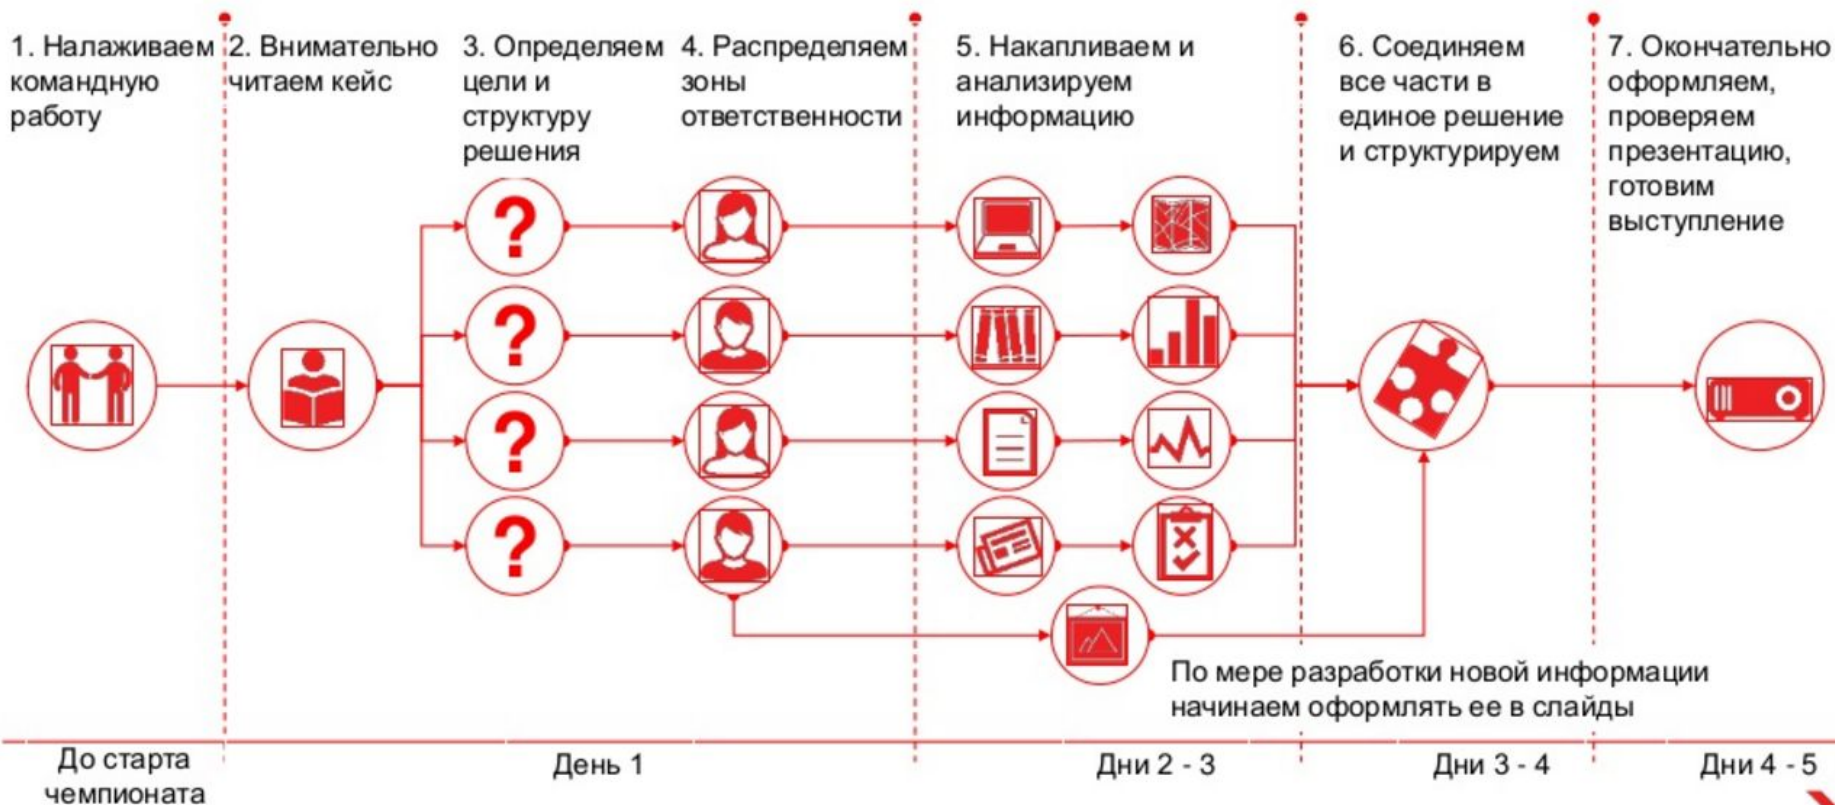 1. Налаживаем
командную
работу
2. Внимательно
читаем кейс
3. Определяем
цели и
структуру
решения
4. Распределяем
зоны
ответственности
5. Накапливаем и
анализируем
информацию
6. Соединяем
все части в
единое решение
и структурируем
7. Окончательно
оформляем,
проверяем
презентацию,
готовим
выступление
?
?
?
?
По мере разработки новой информации
начинаем оформлять ее в слайды
До старта
чемпионата
День 1
Дни 2 - 3
Дни 3 - 4
Дни 4 - 5